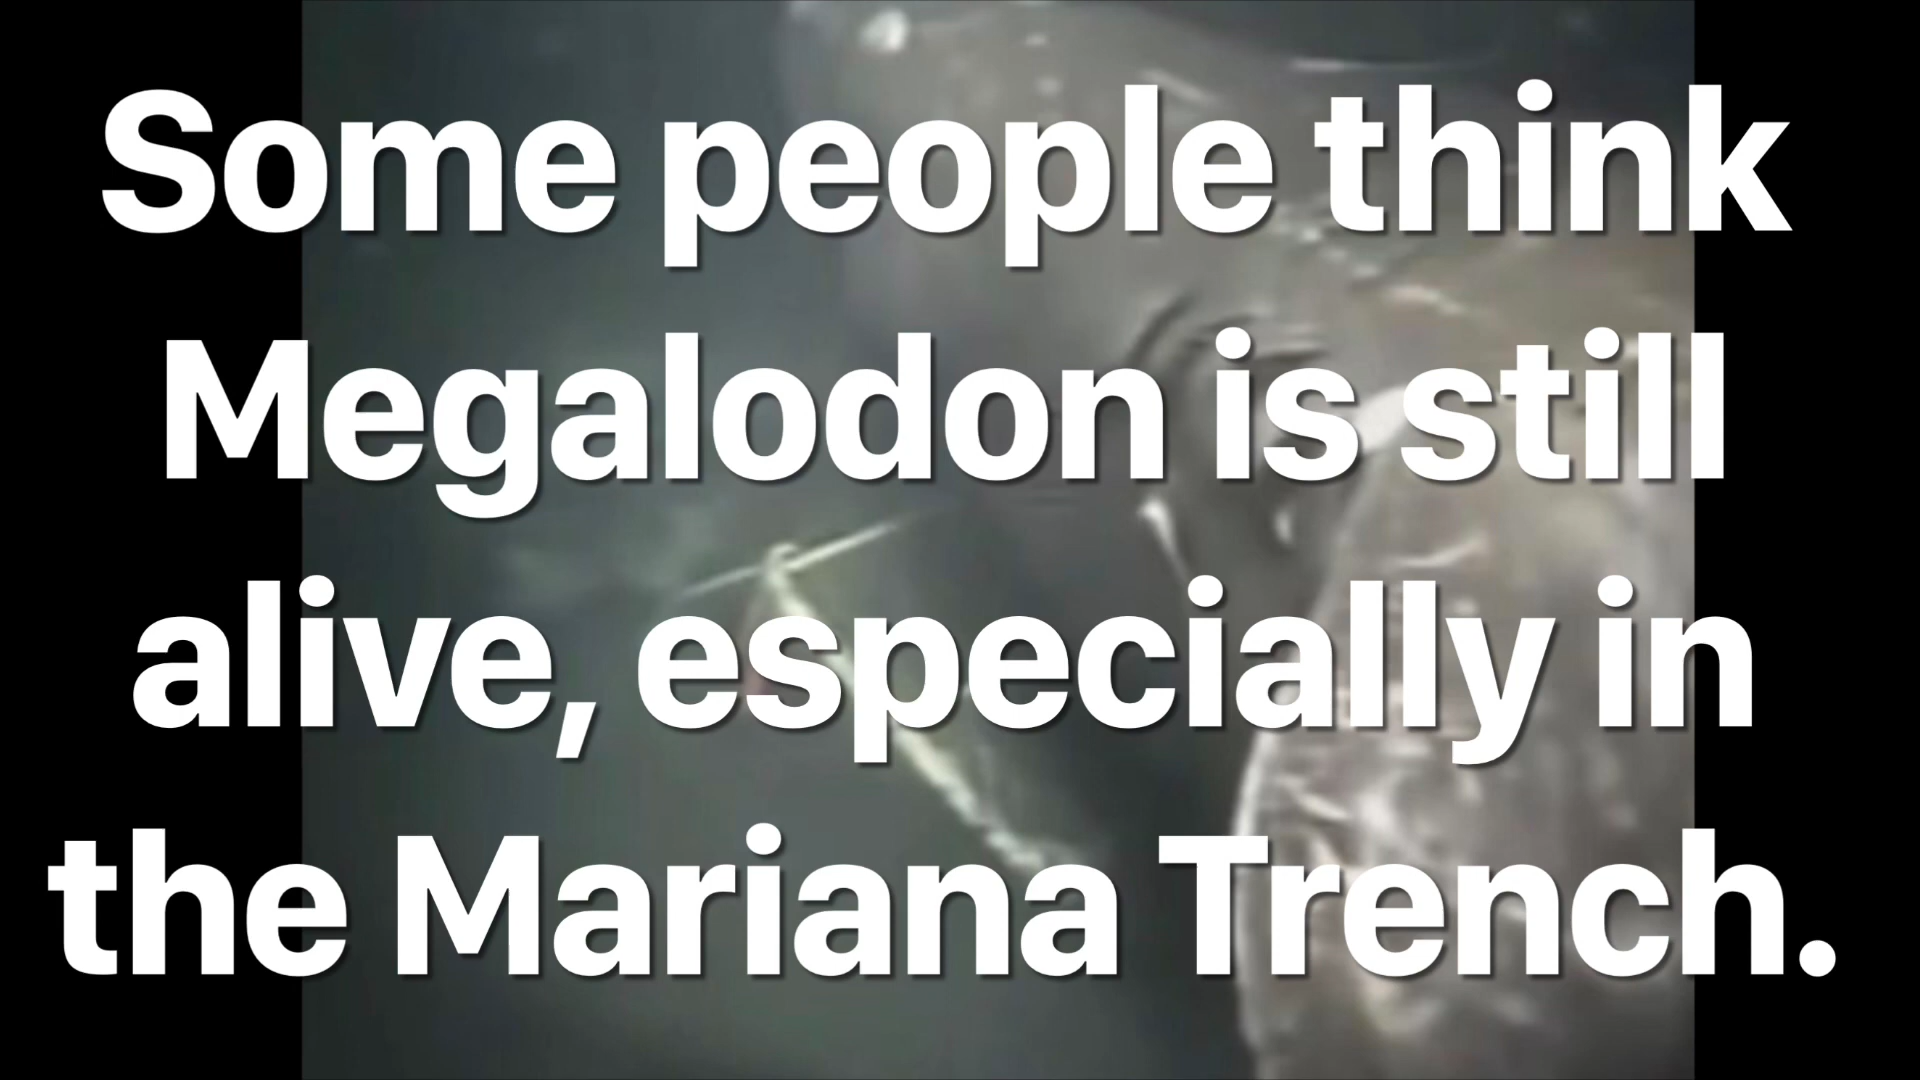 Some people think
Megalodon is still
alive, especially in
the Mariana Trench.